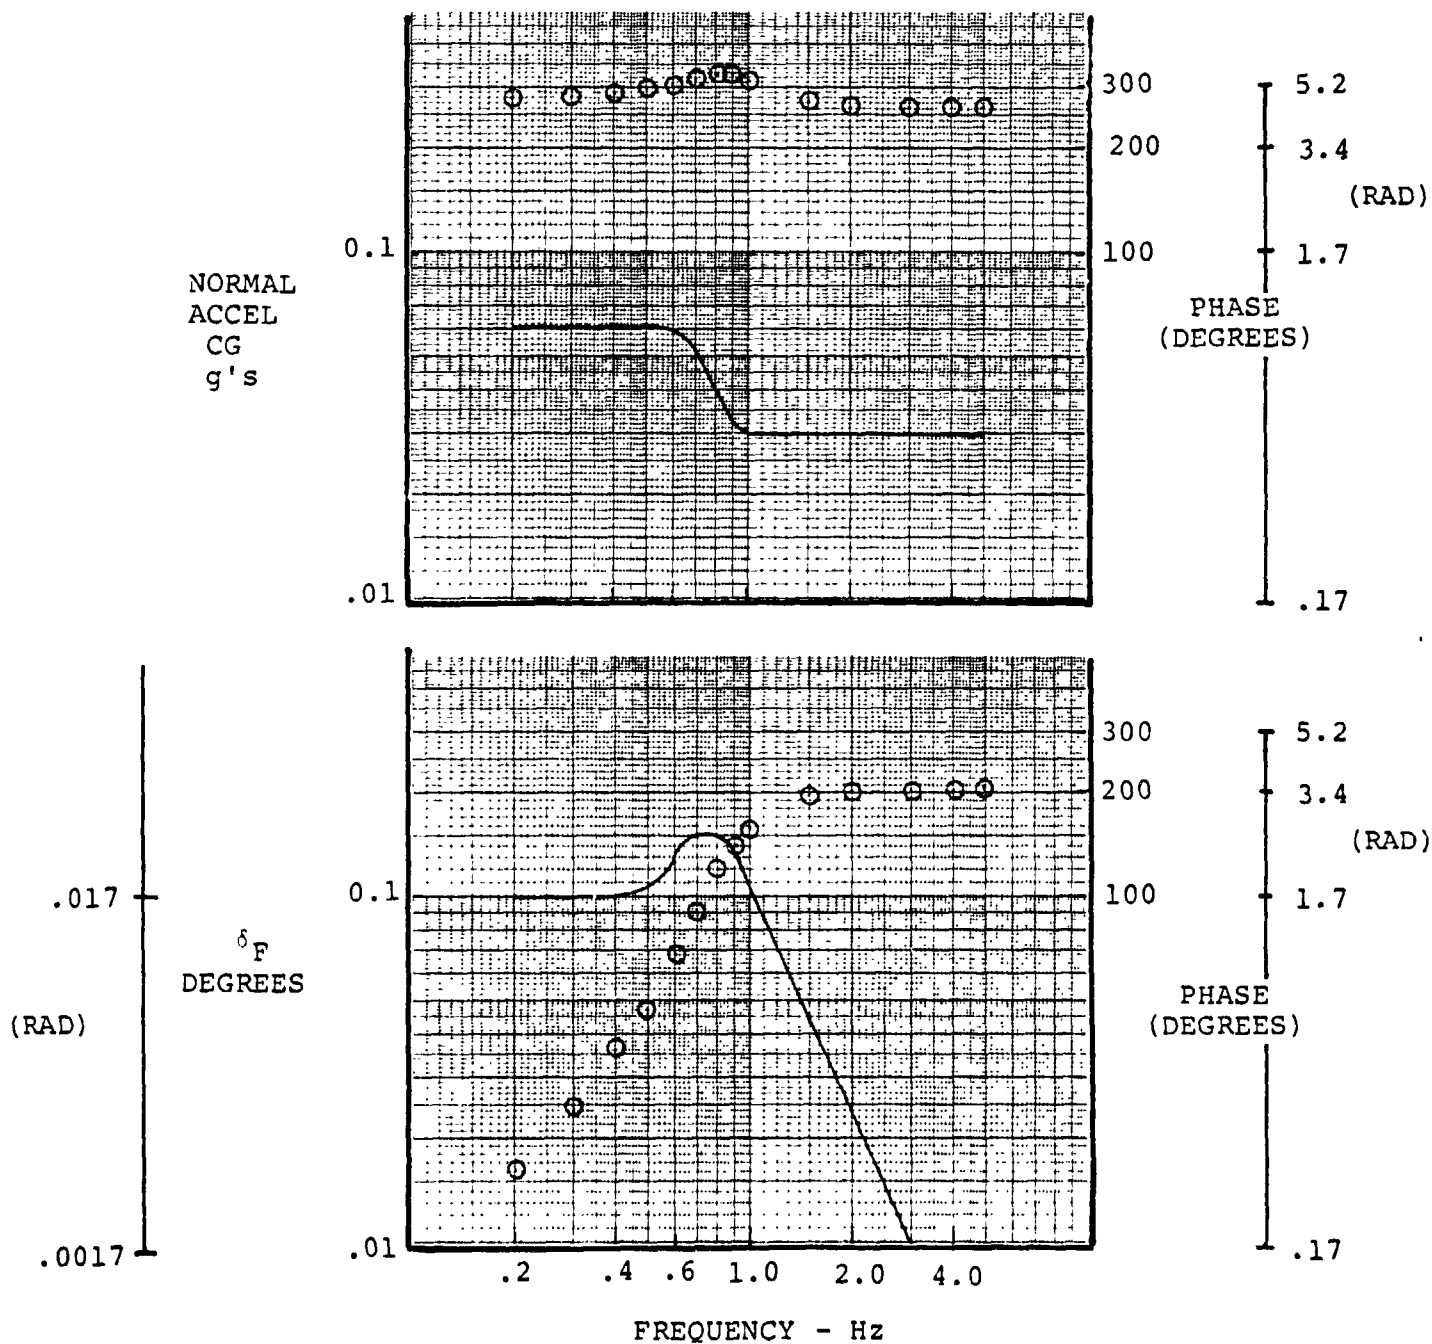 300
5.2
200
3.4
(RAD)
0.1
100
1.7
NORMAL
ACCEL
CG
g's
PHASE
(DEGREES)
.01
.17
300
5.2
200
3.4
(RAD)
.017
0.1
100
1.7
δF
DEGREES
(RAD)
PHASE
(DEGREES)
.0017
.01
.17
.2 .4 .6 1.0 2.0 4.0
FREQUENCY - Hz